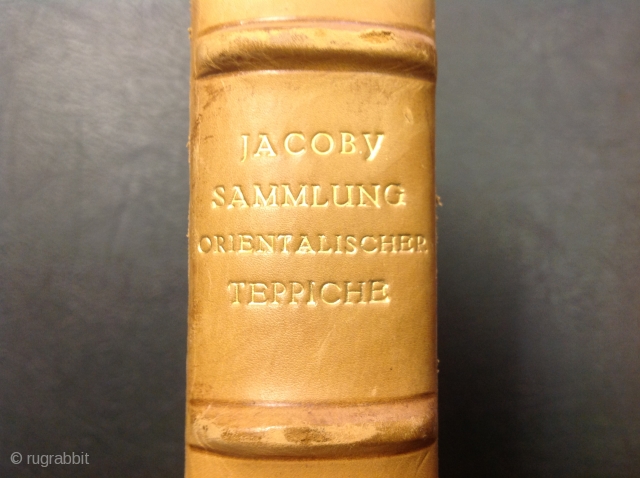 JACOBY
SAMMLUNG
ORIENTALISCHER
TEPPICHE
© rugrabbit